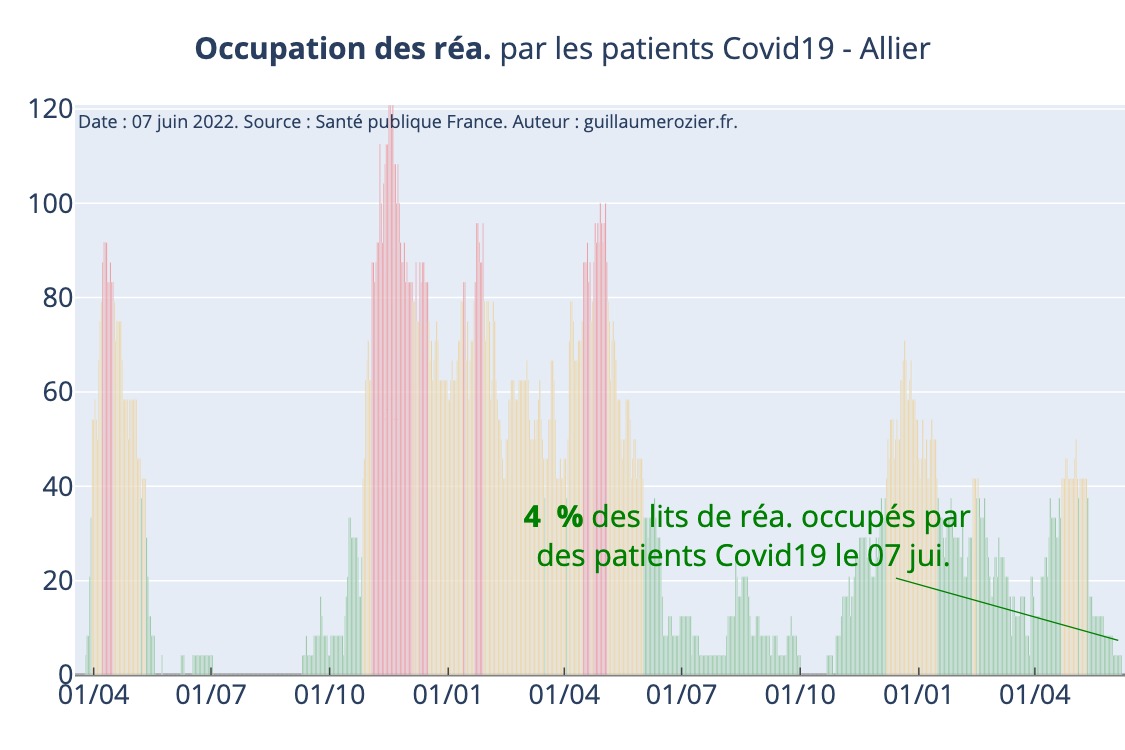 Occupation des réa. par les patients Covid19 - Allier
120
Date : 07 juin 2022. Source : Santé publique France. Auteur : guillaumerozier.fr.
100
80
60
40
4 % des lits de réa. occupés par
des patients Covid19 le 07 jui.
20
0
01/04 01/07 01/10 01/01 01/04 01/07 01/10 01/01 01/04